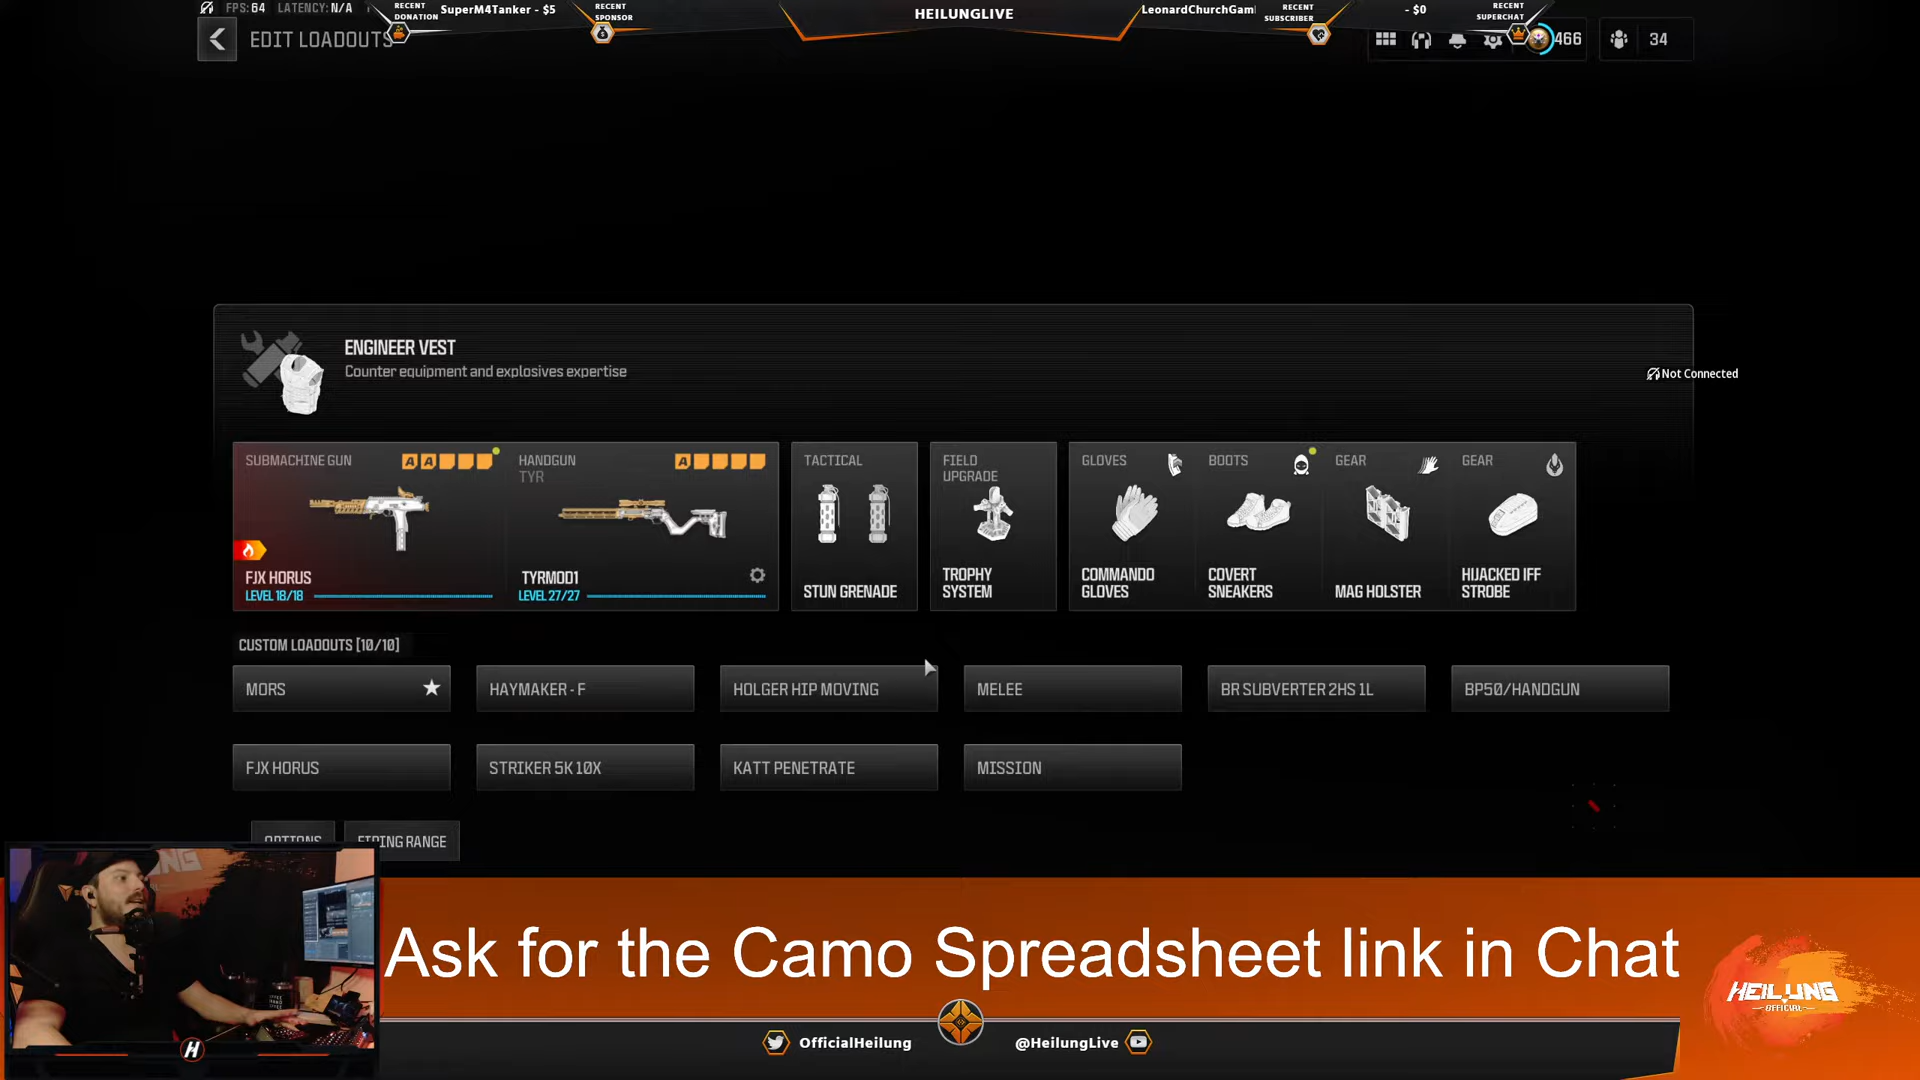 FPS: 64 LATENCY: N/A
RECENT DONATION
SuperM4Tanker - $5
RECENT SPONSOR
HEILUNGLIVE
LeonardChurchGami
RECENT SUBSCRIBER
- $0
RECENT SUPERCHAT
EDIT LOADOUTS
466
34
ENGINEER VEST
Counter equipment and explosives expertise
Not Connected
SUBMACHINE GUN
A A
HANDGUN
TYR
A
TACTICAL
FIELD
UPGRADE
GLOVES
BOOTS
GEAR
GEAR
FJX HORUS
LEVEL 18/18
TYRMOD1
LEVEL 27/27
STUN GRENADE
TROPHY
SYSTEM
COMMANDO
GLOVES
COVERT
SNEAKERS
MAG HOLSTER
HIJACKED IFF
STROBE
CUSTOM LOADOUTS [10/10]
MORS
HAYMAKER - F
HOLGER HIP MOVING
MELEE
BR SUBVERTER 2HS 1L
BP50/HANDGUN
FJX HORUS
STRIKER 5K 10X
KATT PENETRATE
MISSION
OPTIONS
FIRING RANGE
Ask for the Camo Spreadsheet link in Chat
HEILUNG
OFFICIAL
H
OfficialHeilung
@HeilungLive